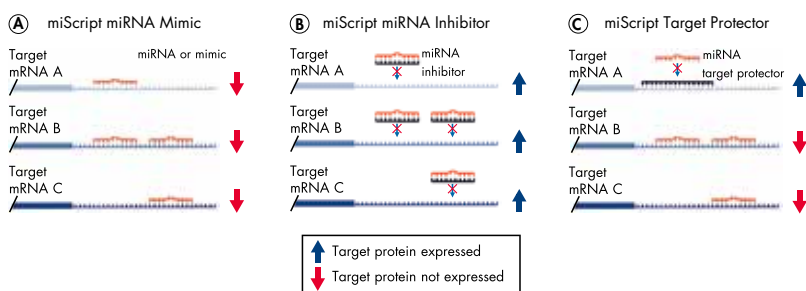 A miScript miRNA Mimic
Target
mRNA A
miRNA or mimic
Target
mRNA B
Target
mRNA C
B miScript miRNA Inhibitor
Target
mRNA A
miRNA
inhibitor
Target
mRNA B
Target
mRNA C
C miScript Target Protector
Target
mRNA A
miRNA
target protector
Target
mRNA B
Target
mRNA C
Target protein expressed
Target protein not expressed